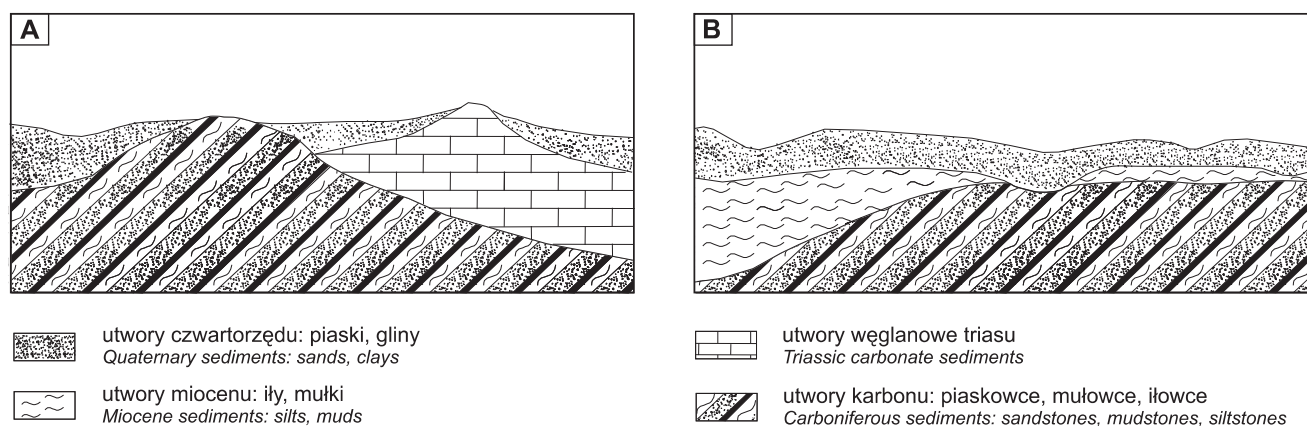 A
B
utwory czwartorzędu: piaski, gliny
Quaternary sediments: sands, clays
utwory miocenu: iły, mułki
Miocene sediments: silts, muds
utwory węglanowe triasu
Triassic carbonate sediments
utwory karbonu: piaskowce, mułowce, iłowce
Carboniferous sediments: sandstones, mudstones, siltstones